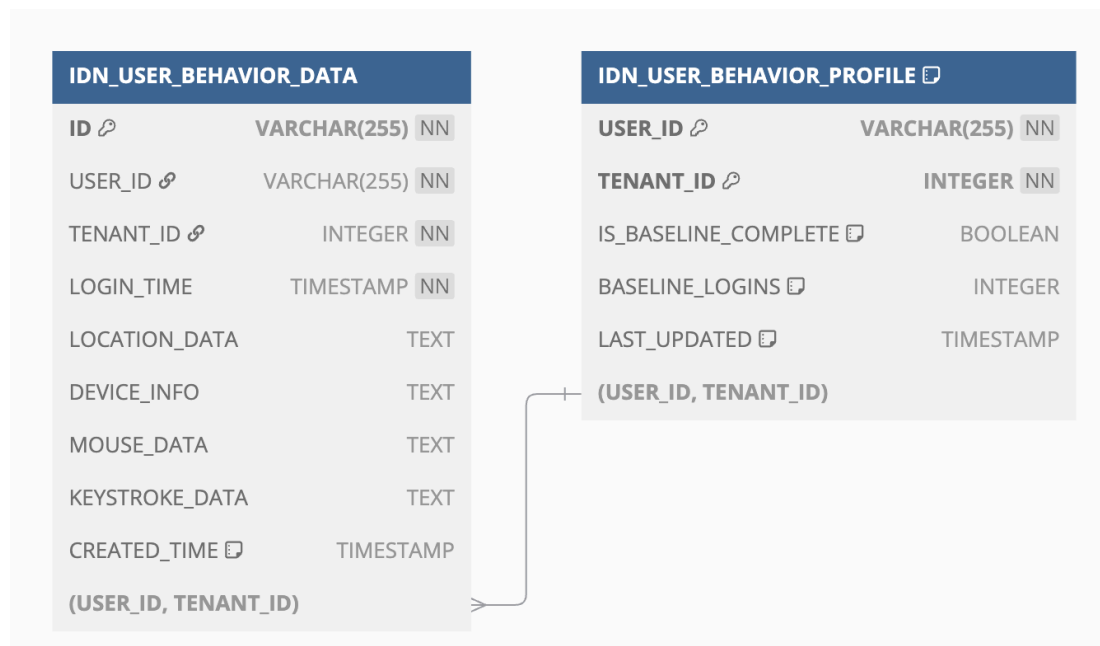 IDN_USER_BEHAVIOR_DATA
ID VARCHAR(255) NN
USER_ID VARCHAR(255) NN
TENANT_ID INTEGER NN
LOGIN_TIME TIMESTAMP NN
LOCATION_DATA TEXT
DEVICE_INFO TEXT
MOUSE_DATA TEXT
KEYSTROKE_DATA TEXT
CREATED_TIME TIMESTAMP
(USER_ID, TENANT_ID)
IDN_USER_BEHAVIOR_PROFILE
USER_ID VARCHAR(255) NN
TENANT_ID INTEGER NN
IS_BASELINE_COMPLETE BOOLEAN
BASELINE_LOGINS INTEGER
LAST_UPDATED TIMESTAMP
(USER_ID, TENANT_ID)